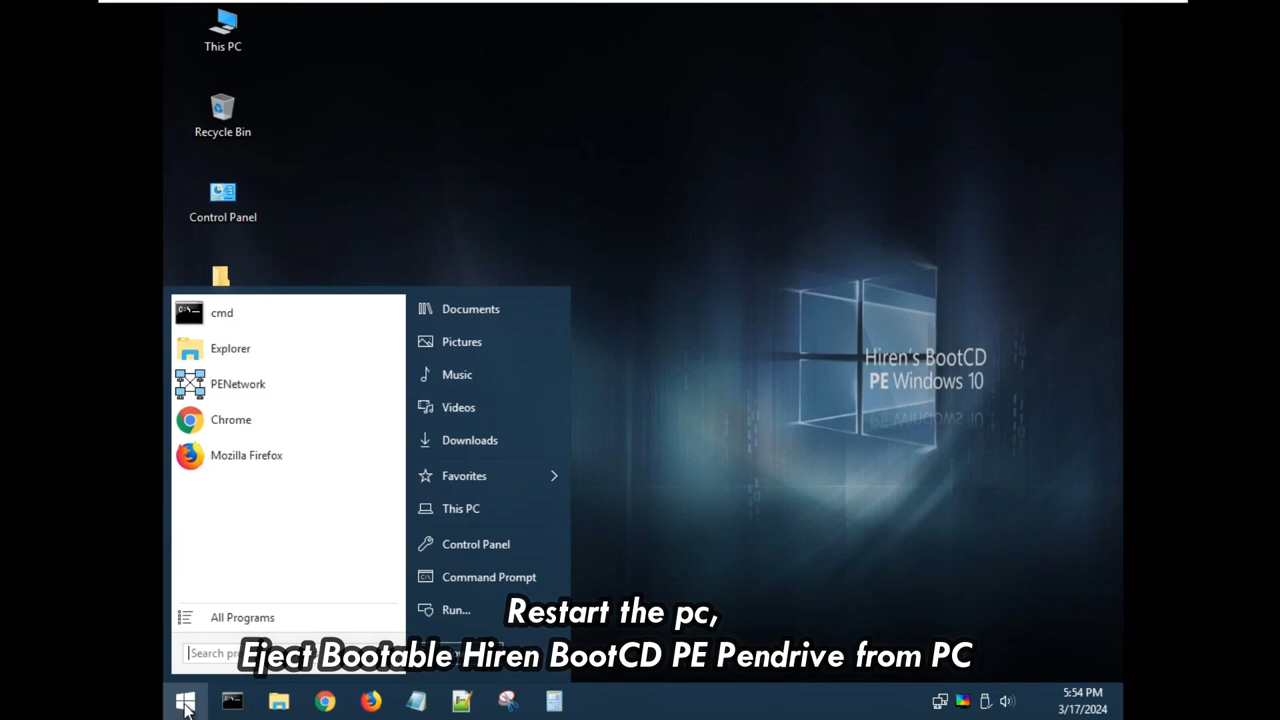 This PC
Recycle Bin
Control Panel
cmd
Explorer
PENetwork
Chrome
Mozilla Firefox
All Programs
Search pr
Documents
Pictures
Music
Videos
Downloads
Favorites
This PC
Control Panel
Command Prompt
Run...
Hiren's BootCD
PE Windows 10
Restart the pc,
Eject Bootable Hiren BootCD PE Pendrive from PC
5:54 PM
3/17/2024